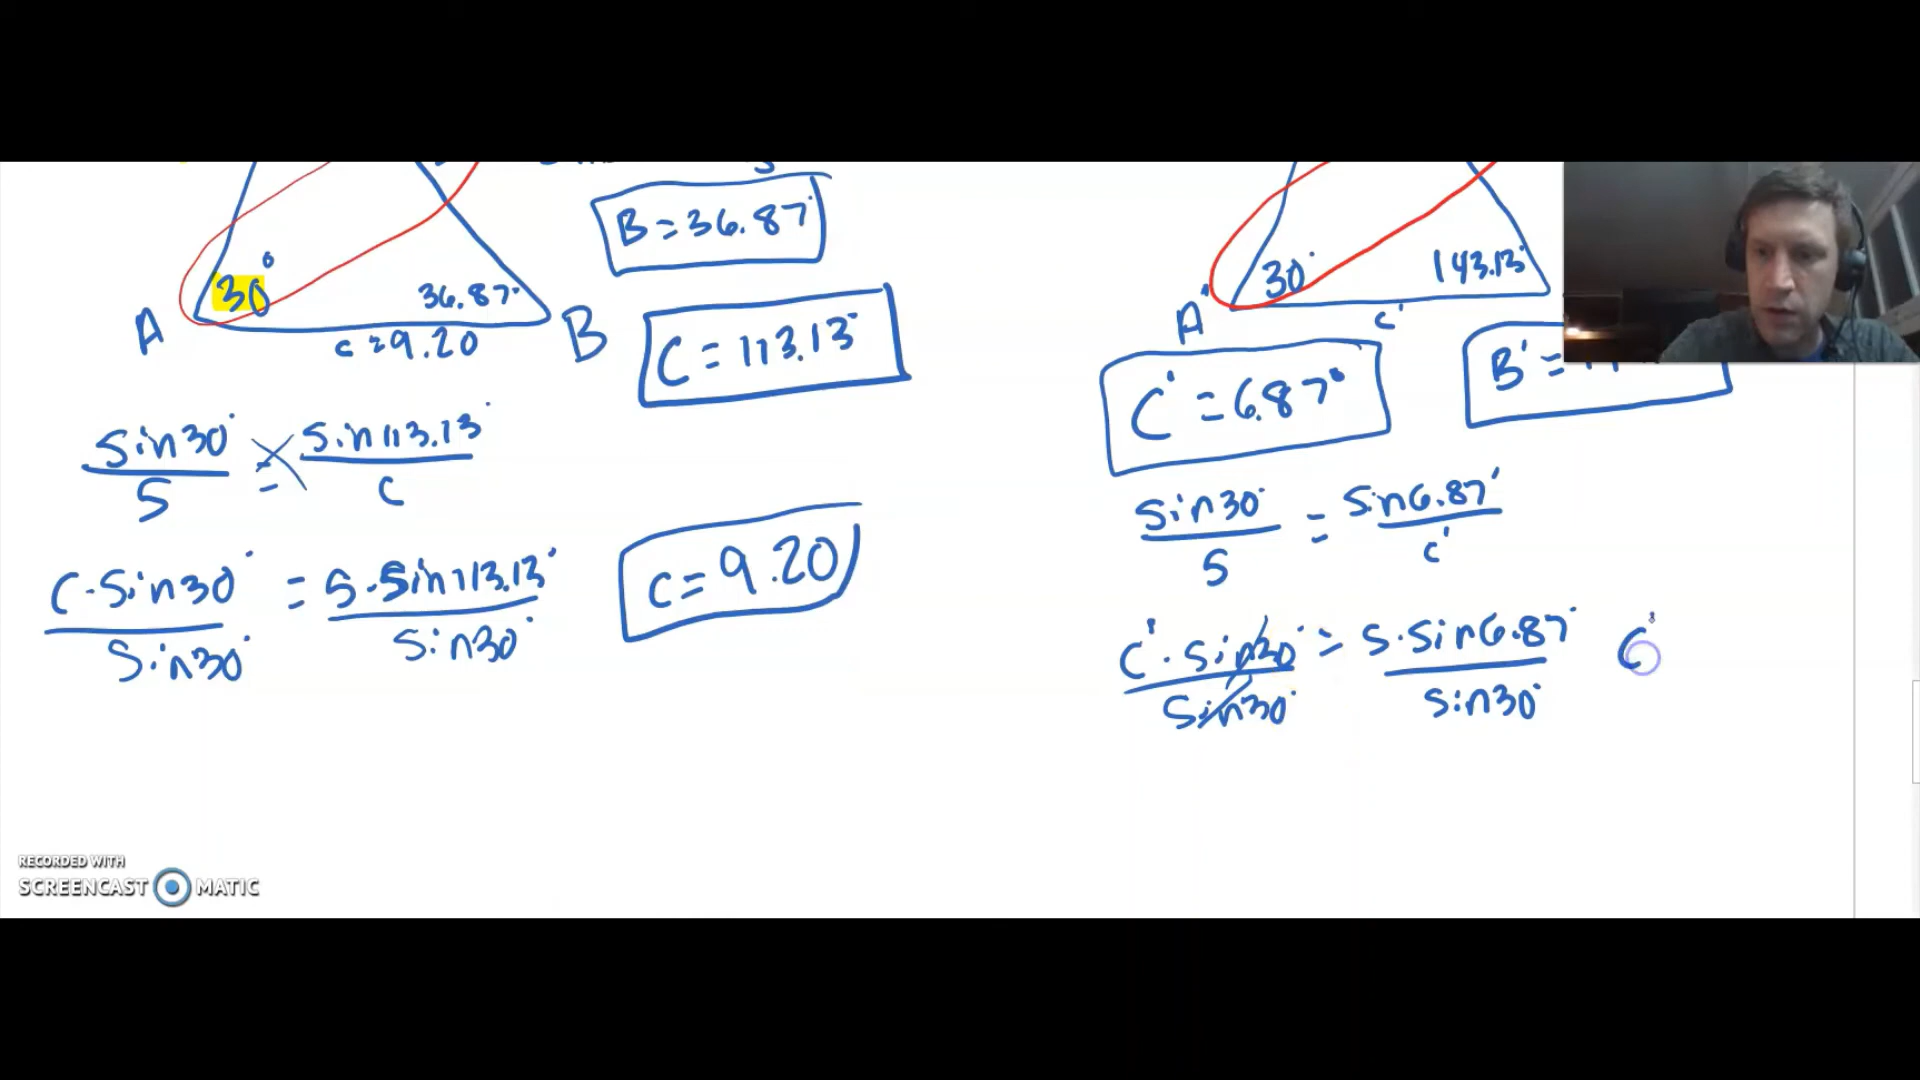 B = 36.87°
30°
36.87°
A
B
c = 9.20
C = 113.13°
sin30° / 5 = sin113.13° / c
c · sin30° / sin30° = 5 · sin113.13° / sin30°
c = 9.20
30°
143.13°
A'
c'
C' = 6.87°
B' =
sin30° / 5 = sin6.87° / c'
c' · sin30° / sin30° = 5 · sin6.87° / sin30°
c'
RECORDED WITH
SCREENCAST MATIC